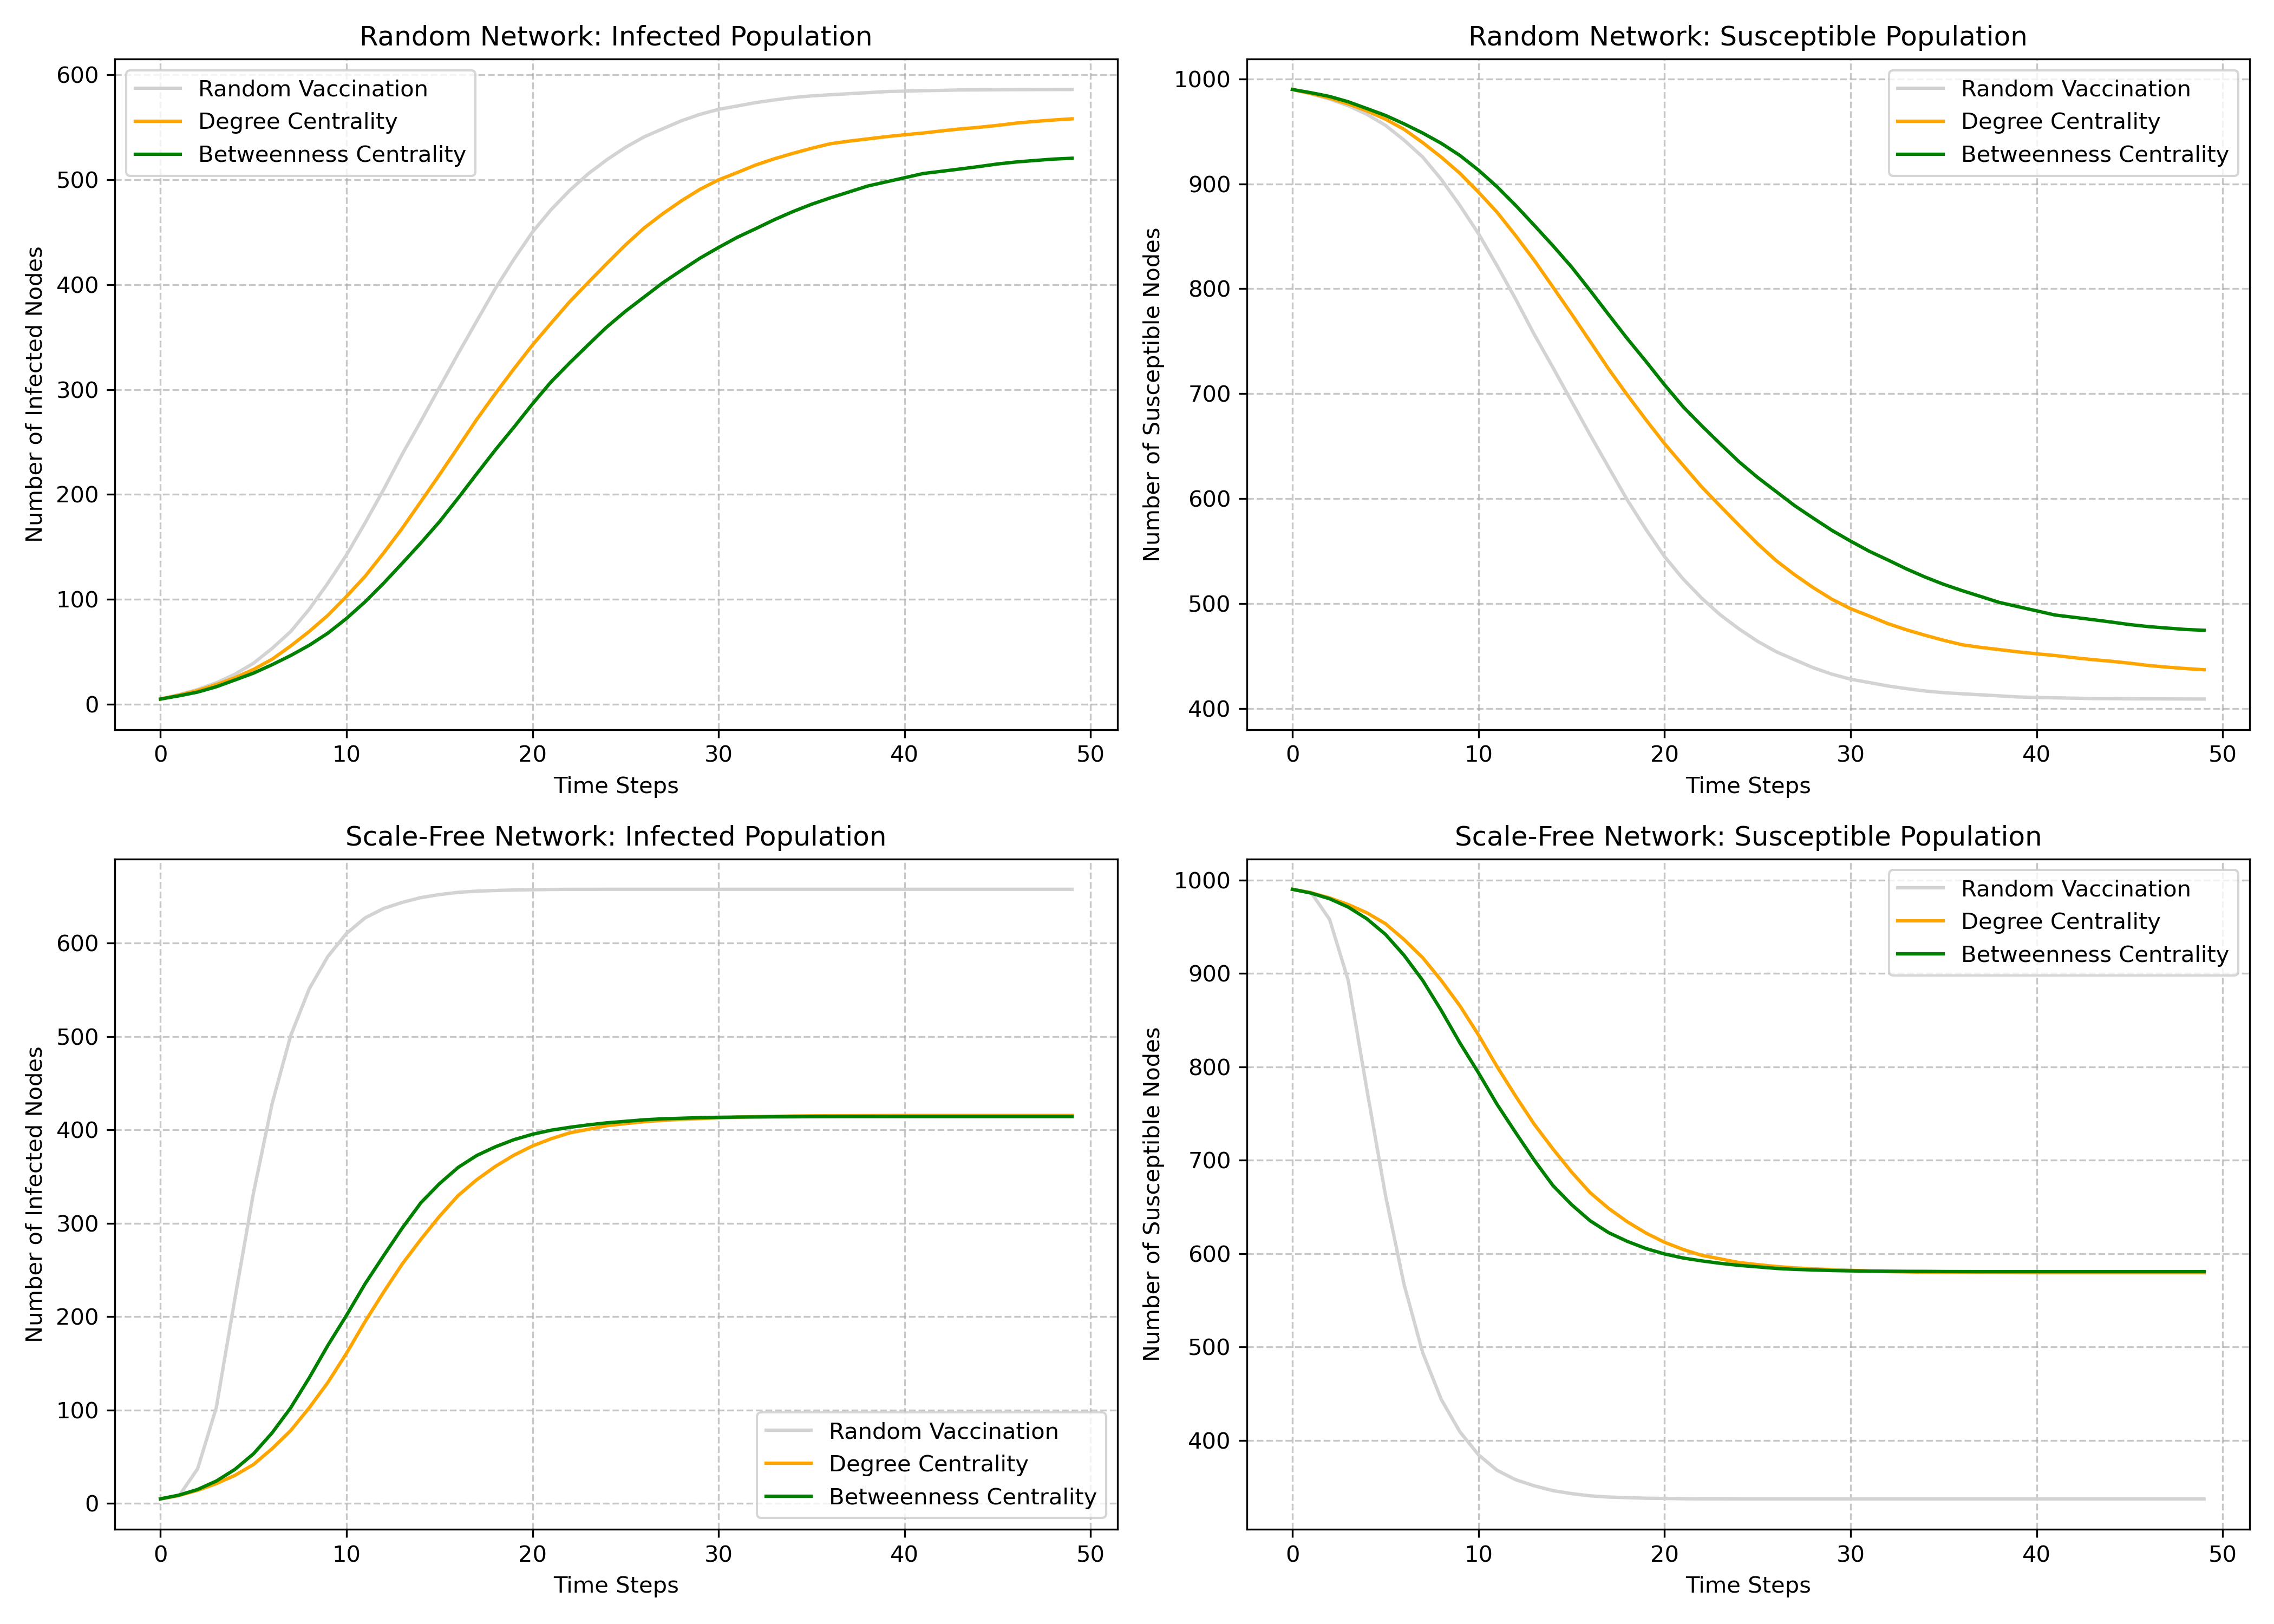 Random Network: Infected Population
Number of Infected Nodes
600
500
400
300
200
100
0
Random Vaccination
Degree Centrality
Betweenness Centrality
0 10 20 30 40 50
Time Steps
Random Network: Susceptible Population
Number of Susceptible Nodes
1000
900
800
700
600
500
400
Random Vaccination
Degree Centrality
Betweenness Centrality
0 10 20 30 40 50
Time Steps
Scale-Free Network: Infected Population
Number of Infected Nodes
600
500
400
300
200
100
0
Random Vaccination
Degree Centrality
Betweenness Centrality
0 10 20 30 40 50
Time Steps
Scale-Free Network: Susceptible Population
Number of Susceptible Nodes
1000
900
800
700
600
500
400
Random Vaccination
Degree Centrality
Betweenness Centrality
0 10 20 30 40 50
Time Steps